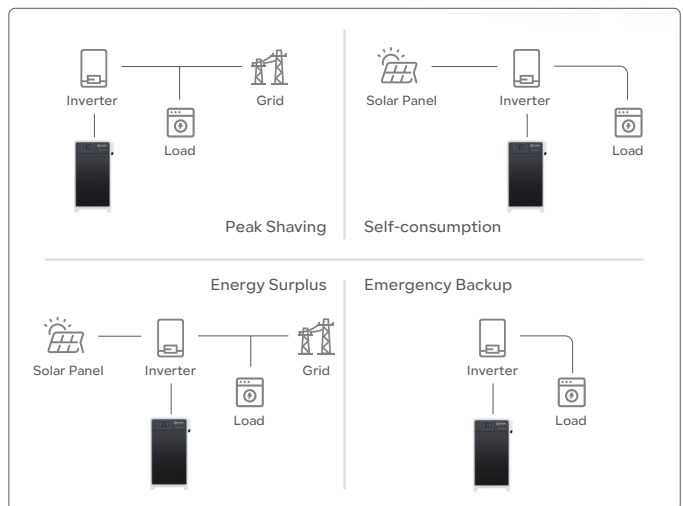 Inverter
Grid
Load
Peak Shaving
Solar Panel
Inverter
Load
Self-consumption
Energy Surplus
Solar Panel
Inverter
Grid
Load
Emergency Backup
Inverter
Load